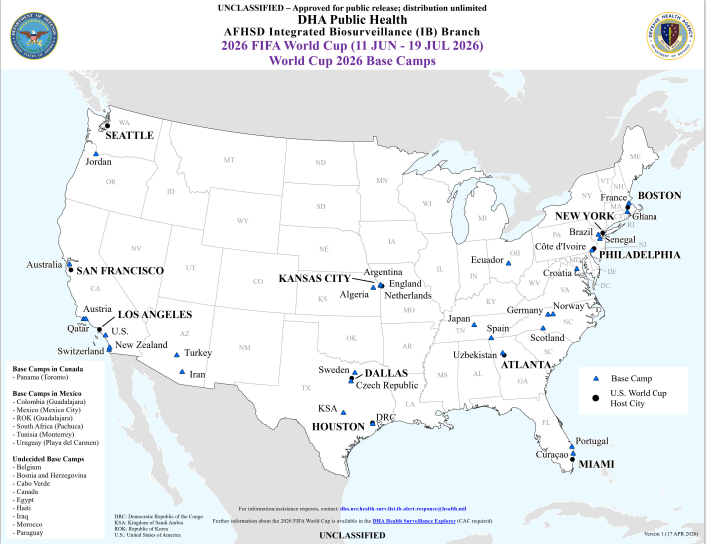 UNCLASSIFIED – Approved for public release; distribution unlimited
DHA Public Health
AFHSD Integrated Biosurveillance (IB) Branch
2026 FIFA World Cup (11 JUN - 19 JUL 2026)
World Cup 2026 Base Camps
WA
SEATTLE
Jordan
OR
ID
MT
ND
MN
SD
WY
WI
MI
ME
VT
NH
NY
MA
RI
France
BOSTON
Ghana
NEW YORK
Brazil
Senegal
NJ
PA
Côte d'Ivoire
PHILADELPHIA
MD
DE
DC
Croatia
Ecuador
OH
IN
IL
IA
NE
NV
UT
CO
CA
Australia
SAN FRANCISCO
KANSAS CITY
Argentina
England
Algeria
Netherlands
KS
MO
WV
VA
KY
Germany
Norway
NC
Japan
TN
Spain
Scotland
SC
Uzbekistan
ATLANTA
Austria
LOS ANGELES
Qatar
U.S.
New Zealand
Switzerland
AZ
Turkey
Iran
NM
OK
AR
MS
AL
GA
Sweden
DALLAS
Czech Republic
TX
LA
KSA
DRC
HOUSTON
FL
Portugal
Curaçao
MIAMI
Base Camp
U.S. World Cup
Host City
Base Camps in Canada
- Panama (Toronto)
Base Camps in Mexico
- Colombia (Guadalajara)
- Mexico (Mexico City)
- ROK (Guadalajara)
- South Africa (Pachuca)
- Tunisia (Monterrey)
- Uruguay (Playa del Carmen)
Undecided Base Camps
- Belgium
- Bosnia and Herzegovina
- Cabo Verde
- Canada
- Egypt
- Haiti
- Iraq
- Morocco
- Paraguay
DRC: Democratic Republic of the Congo
KSA: Kingdom of Saudi Arabia
ROK: Republic of Korea
U.S.: United States of America
For information/assistance requests, contact: dha.ncr.health-surv.list.ib-alert-response@health.mil
Further information about the 2026 FIFA World Cup is available in the DHA Health Surveillance Explorer (CAC required)
UNCLASSIFIED
Version 1 (17 APR 2026)